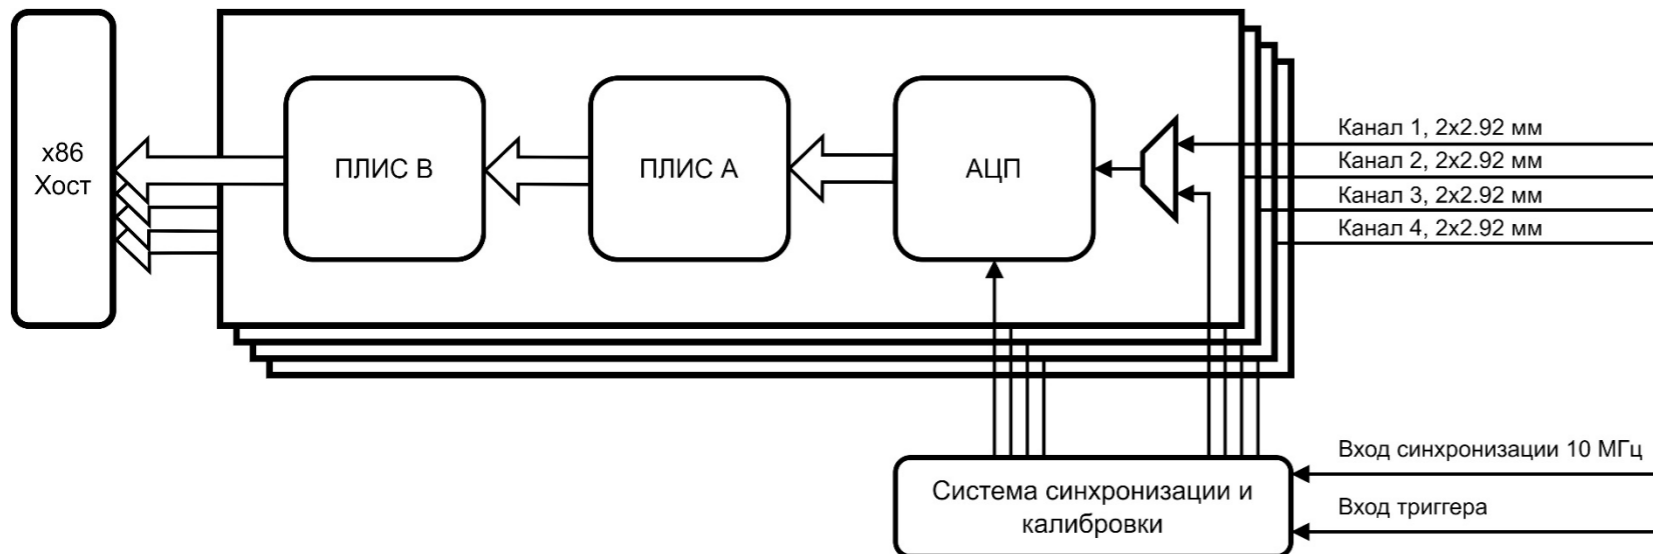 x86
Хост
ПЛИС B
ПЛИС A
АЦП
Канал 1, 2x2.92 мм
Канал 2, 2x2.92 мм
Канал 3, 2x2.92 мм
Канал 4, 2x2.92 мм
Система синхронизации и
калибровки
Вход синхронизации 10 МГц
Вход триггера